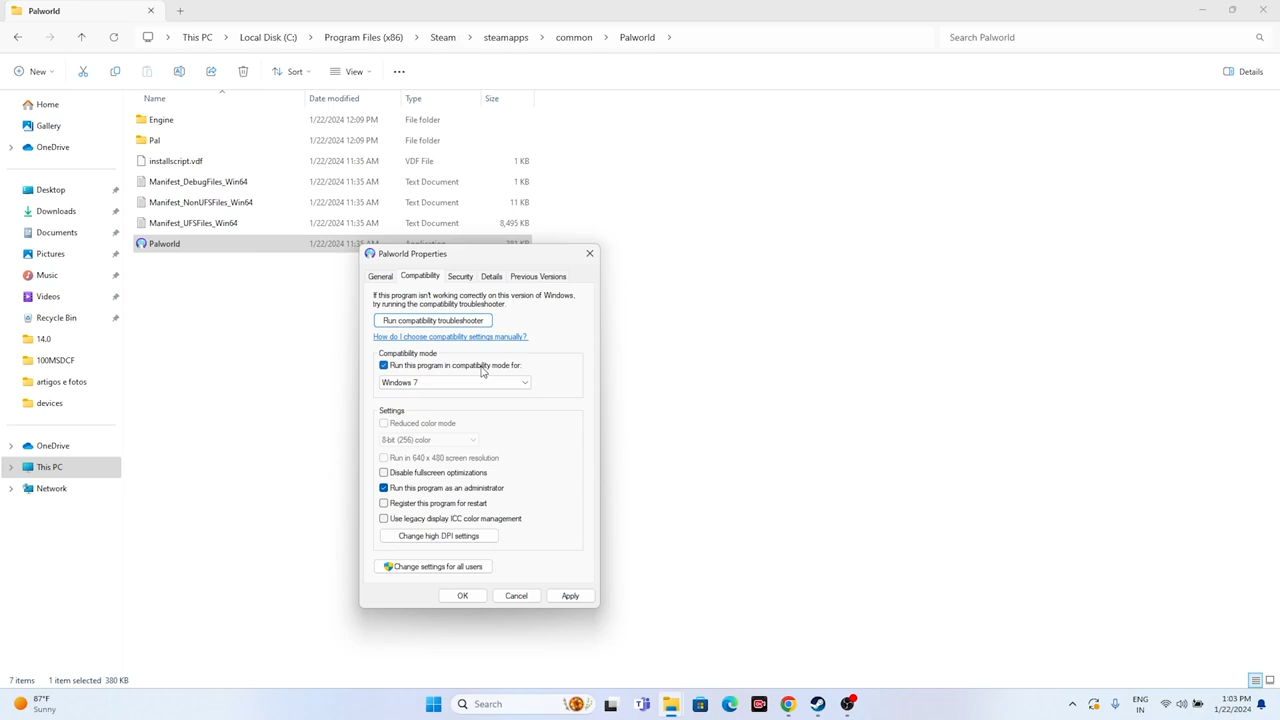 Palworld
This PC
Local Disk (C:)
Program Files (x86)
Steam
steamapps
common
Palworld
Search Palworld
New
Sort
View
Details
Home
Gallery
OneDrive
Desktop
Downloads
Documents
Pictures
Music
Videos
Recycle Bin
14.0
100MSDCF
artigos e fotos
devices
OneDrive
This PC
Network
Name Date modified Type Size
Engine 1/22/2024 12:09 PM File folder
Pal 1/22/2024 12:09 PM File folder
installscript.vdf 1/22/2024 11:35 AM VDF File 1 KB
Manifest_DebugFiles_Win64 1/22/2024 11:35 AM Text Document 1 KB
Manifest_NonUFSFiles_Win64 1/22/2024 11:35 AM Text Document 11 KB
Manifest_UFSFiles_Win64 1/22/2024 11:35 AM Text Document 8,495 KB
Palworld
Palworld Properties
General Compatibility Security Details Previous Versions
If this program isn't working correctly on this version of Windows,
try running the compatibility troubleshooter.
Run compatibility troubleshooter
How do I choose compatibility settings manually?
Compatibility mode
Run this program in compatibility mode for:
Windows 7
Settings
Reduced color mode
8-bit (256) color
Run in 640 x 480 screen resolution
Disable fullscreen optimizations
Run this program as an administrator
Register this program for restart
Use legacy display ICC color management
Change high DPI settings
Change settings for all users
OK Cancel Apply
7 items 1 item selected 380 KB
87°F
Sunny
Search
ENG
IN
1:03 PM
1/22/2024